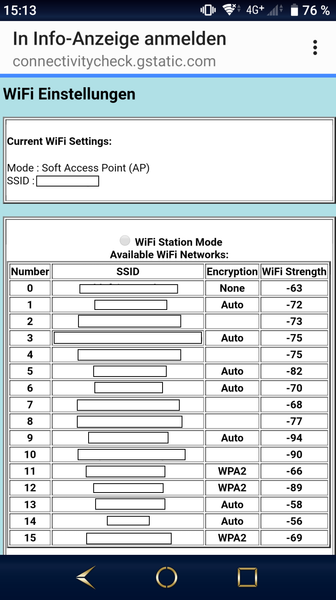 15:13 4G+ 76 %
In Info-Anzeige anmelden
connectivitycheck.gstatic.com
WiFi Einstellungen
Current WiFi Settings:
Mode : Soft Access Point (AP)
SSID :
WiFi Station Mode
Available WiFi Networks:
Number SSID Encryption WiFi Strength
0 None -63
1 Auto -72
2 -73
3 Auto -75
4 -75
5 Auto -82
6 Auto -70
7 -68
8 -77
9 Auto -94
10 -90
11 WPA2 -66
12 WPA2 -89
13 Auto -58
14 Auto -56
15 WPA2 -69